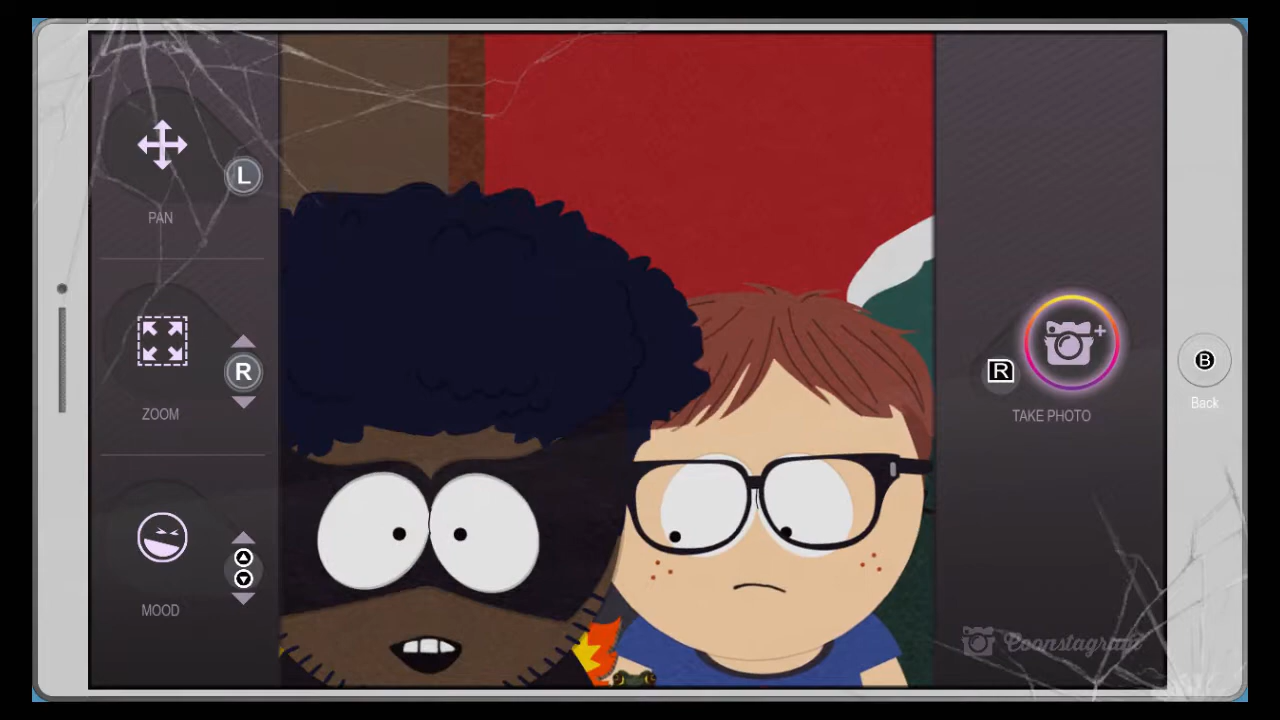 L
PAN
R
ZOOM
MOOD
R
TAKE PHOTO
B
Back
Coonstagram